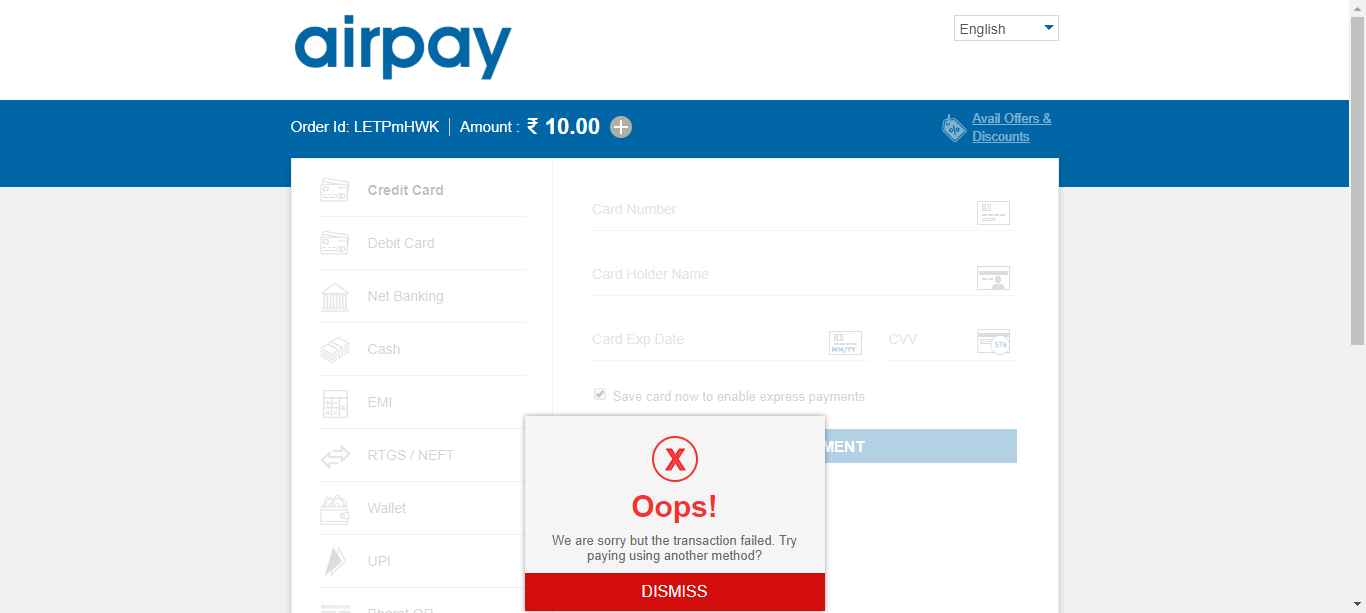 airpay
English
Order Id: LETPmHWK | Amount : ₹ 10.00
Avail Offers &
Discounts
Credit Card
Debit Card
Net Banking
Cash
EMI
RTGS / NEFT
Wallet
UPI
Bharat QR
Card Number
Card Holder Name
Card Exp Date
MM/YY
CVV
576
Save card now to enable express payments
MENT
X
Oops!
We are sorry but the transaction failed. Try
paying using another method?
DISMISS